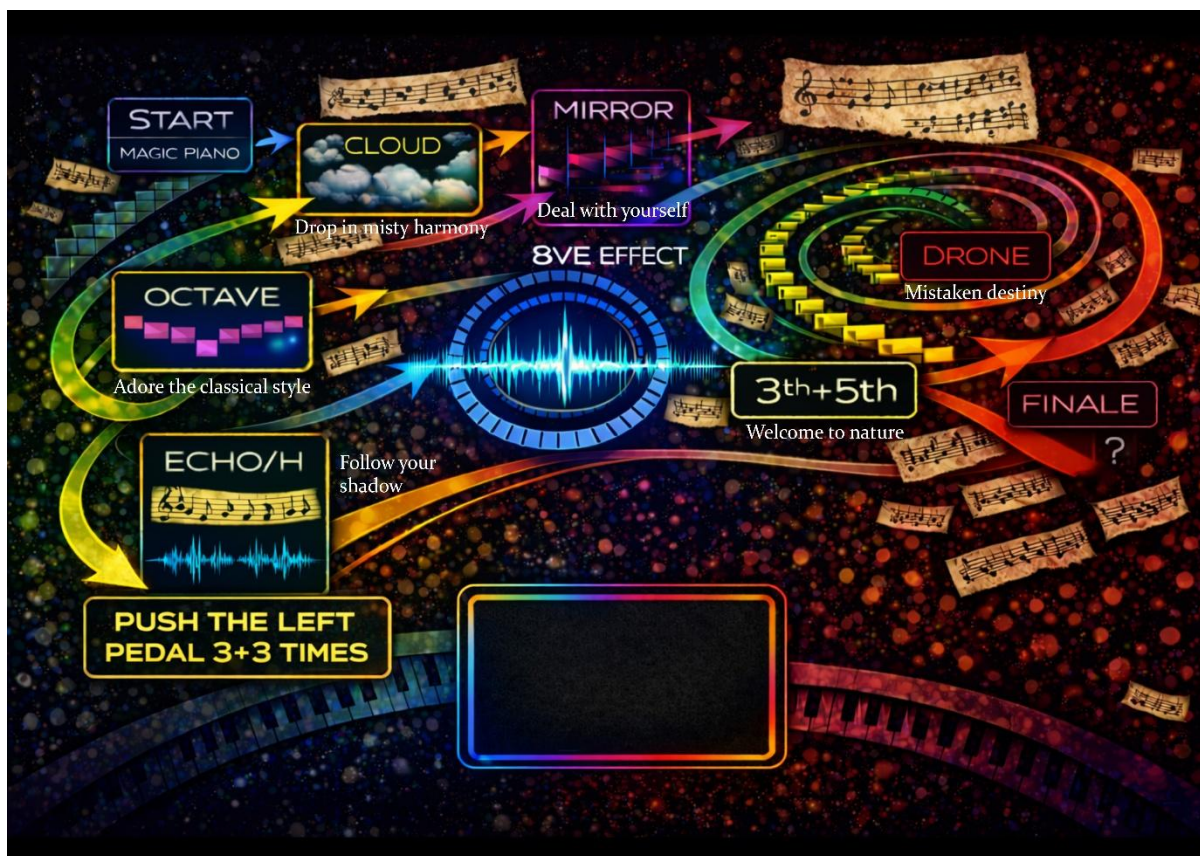 START
MAGIC PIANO
CLOUD
Drop in misty harmony
MIRROR
Deal with yourself
8VE EFFECT
OCTAVE
Adore the classical style
DRONE
Mistaken destiny
3th+5th
Welcome to nature
FINALE
?
ECHO/H
Follow your
shadow
PUSH THE LEFT
PEDAL 3+3 TIMES